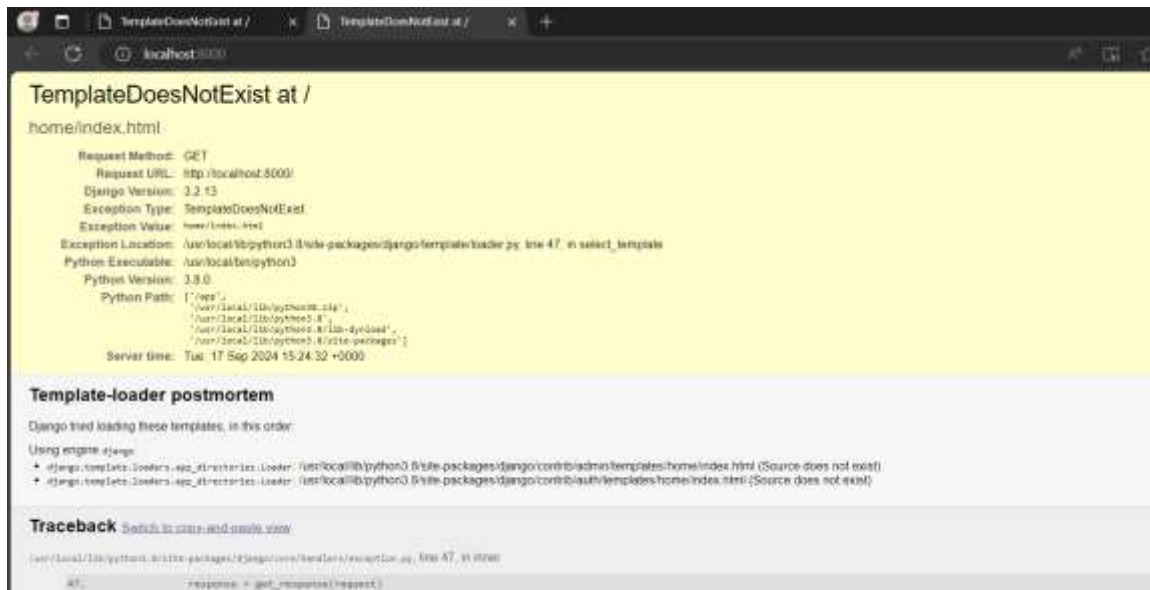 TemplateDoesNotExist at /
TemplateDoesNotExist at /
localhost:8000
TemplateDoesNotExist at /
home/index.html
Request Method: GET
Request URL: http://localhost:8000/
Django Version: 3.2.13
Exception Type: TemplateDoesNotExist
Exception Value: home/index.html
Exception Location: /usr/local/lib/python3.8/site-packages/django/template/loader.py, line 47, in select_template
Python Executable: /usr/local/bin/python3
Python Version: 3.8.0
Python Path: ['/app',
'/usr/local/lib/python38.zip',
'/usr/local/lib/python3.8',
'/usr/local/lib/python3.8/lib-dynload',
'/usr/local/lib/python3.8/site-packages']
Server time: Tue, 17 Sep 2024 15:24:32 +0000
Template-loader postmortem
Django tried loading these templates, in this order:
Using engine django:
django.template.loaders.app_directories.Loader: /usr/local/lib/python3.8/site-packages/django/contrib/admin/templates/home/index.html (Source does not exist)
django.template.loaders.app_directories.Loader: /usr/local/lib/python3.8/site-packages/django/contrib/auth/templates/home/index.html (Source does not exist)
Traceback Switch to copy-and-paste view
/usr/local/lib/python3.8/site-packages/django/core/handlers/exception.py, line 47, in inner
47. response = get_response(request)